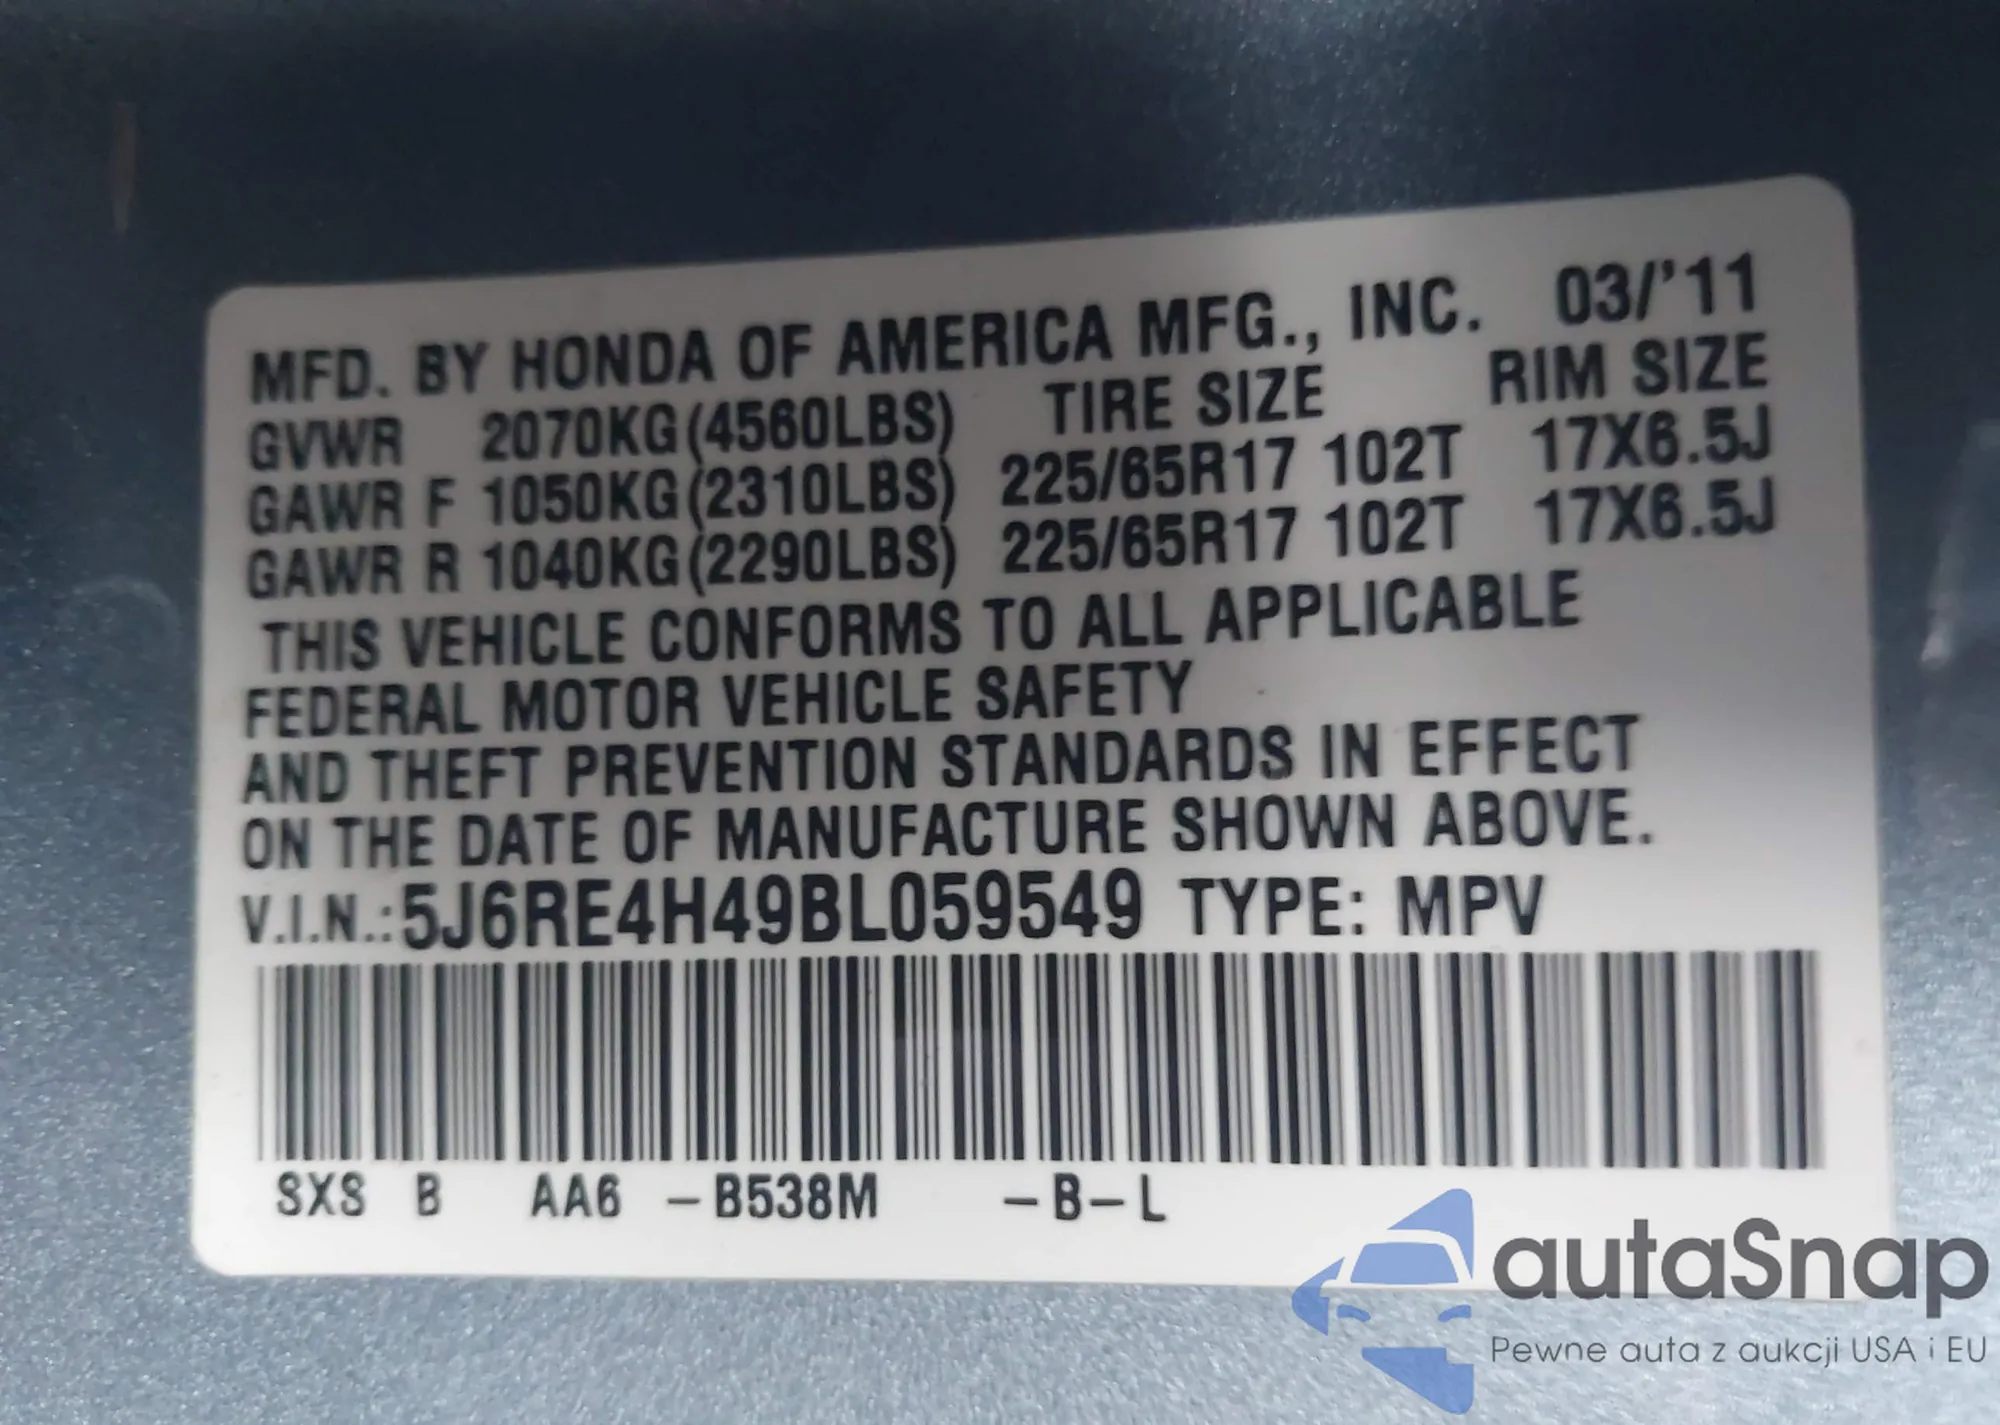 MFD. BY HONDA OF AMERICA MFG., INC. 03/'11
GVWR 2070KG(4560LBS) TIRE SIZE RIM SIZE
GAWR F 1050KG(2310LBS) 225/65R17 102T 17X6.5J
GAWR R 1040KG(2290LBS) 225/65R17 102T 17X6.5J
THIS VEHICLE CONFORMS TO ALL APPLICABLE
FEDERAL MOTOR VEHICLE SAFETY
AND THEFT PREVENTION STANDARDS IN EFFECT
ON THE DATE OF MANUFACTURE SHOWN ABOVE.
V.I.N.:5J6RE4H49BL059549 TYPE: MPV
SXS B AA6 -B538M -B-L
autaSnap
Pewne auta z aukcji USA i EU